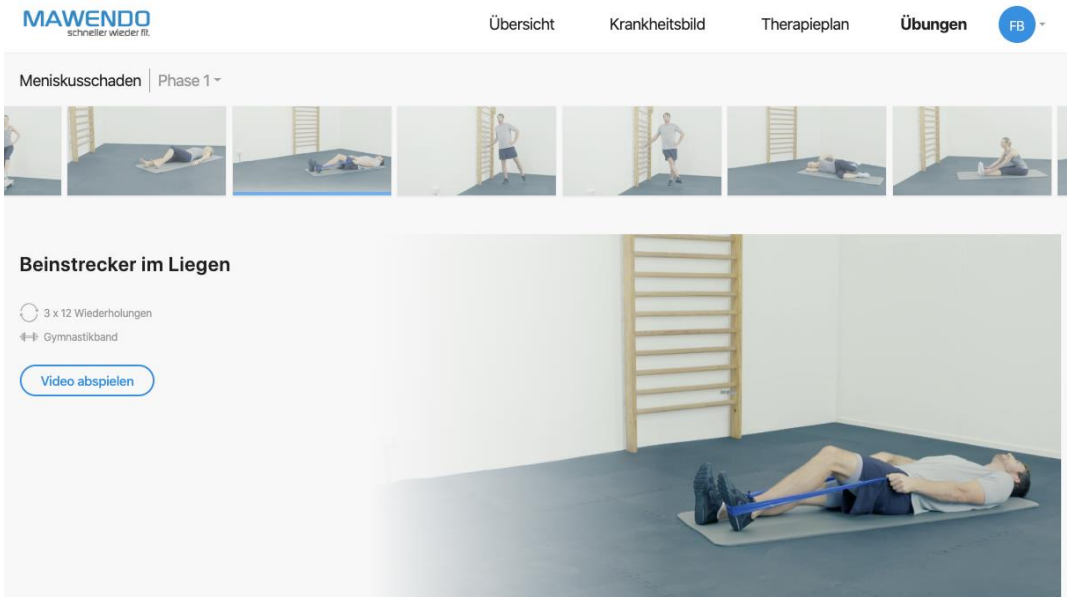 MAWENDO
schneller wieder fit.
Übersicht
Krankheitsbild
Therapieplan
Übungen
FB
Meniskusschaden
Phase 1
Beinstrecker im Liegen
3 x 12 Wiederholungen
Gymnastikband
Video abspielen